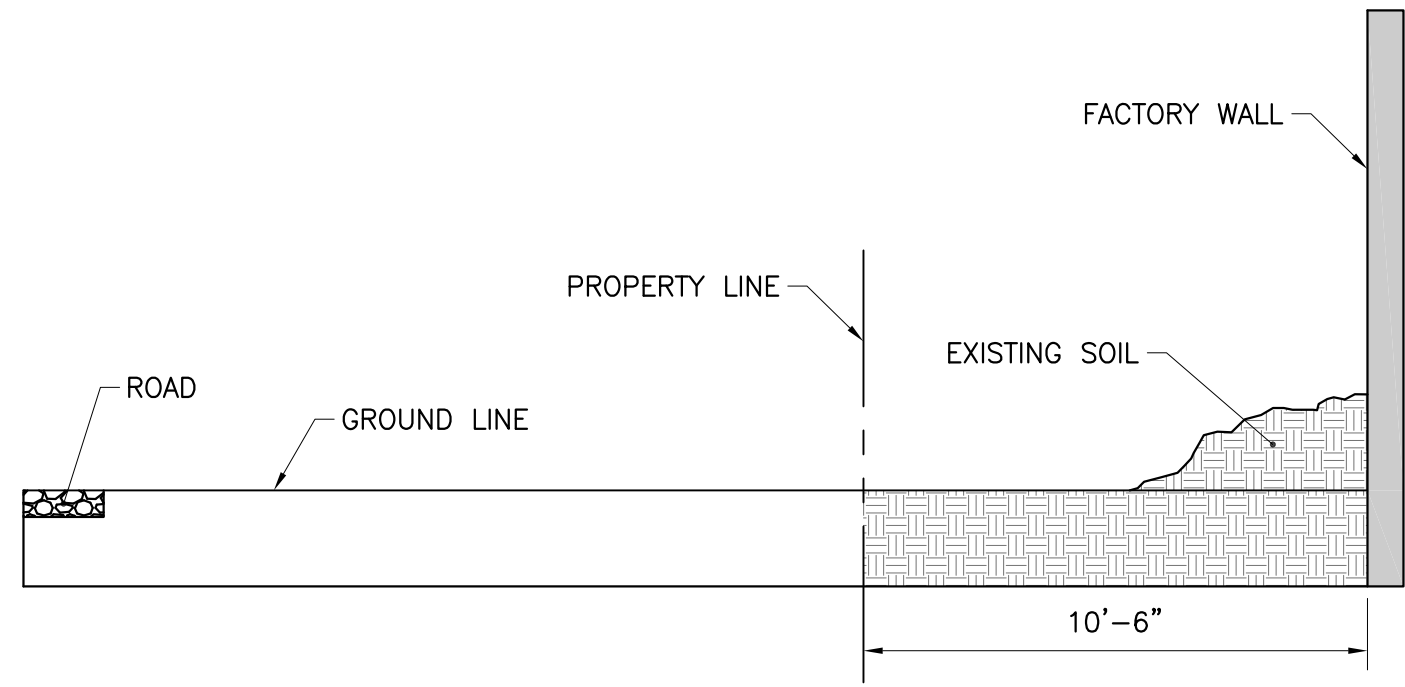 FACTORY WALL
PROPERTY LINE
EXISTING SOIL
ROAD
GROUND LINE
10'-6"